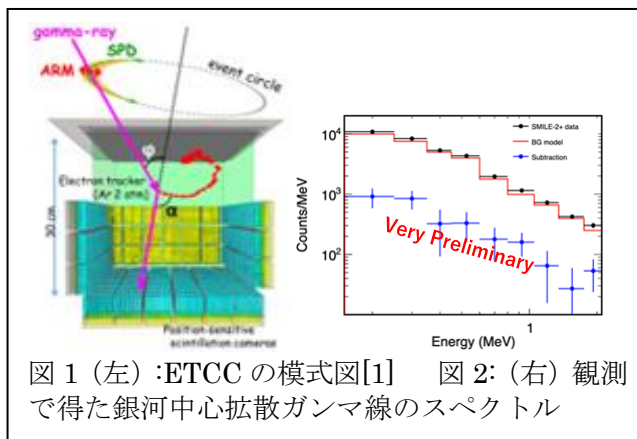 gamma-ray
SPD
ARM
event circle
φ
Electron tracker
(Ar 2 atm)
α
30 cm
Position-sensitive
scintillation cameras
SMILE-2+ data
BG model
Subtraction
Counts/MeV
10⁴
10³
10²
Very Preliminary
1
Energy (MeV)
図 1（左）:ETCC の模式図[1] 図 2:（右）観測
で得た銀河中心拡散ガンマ線のスペクトル